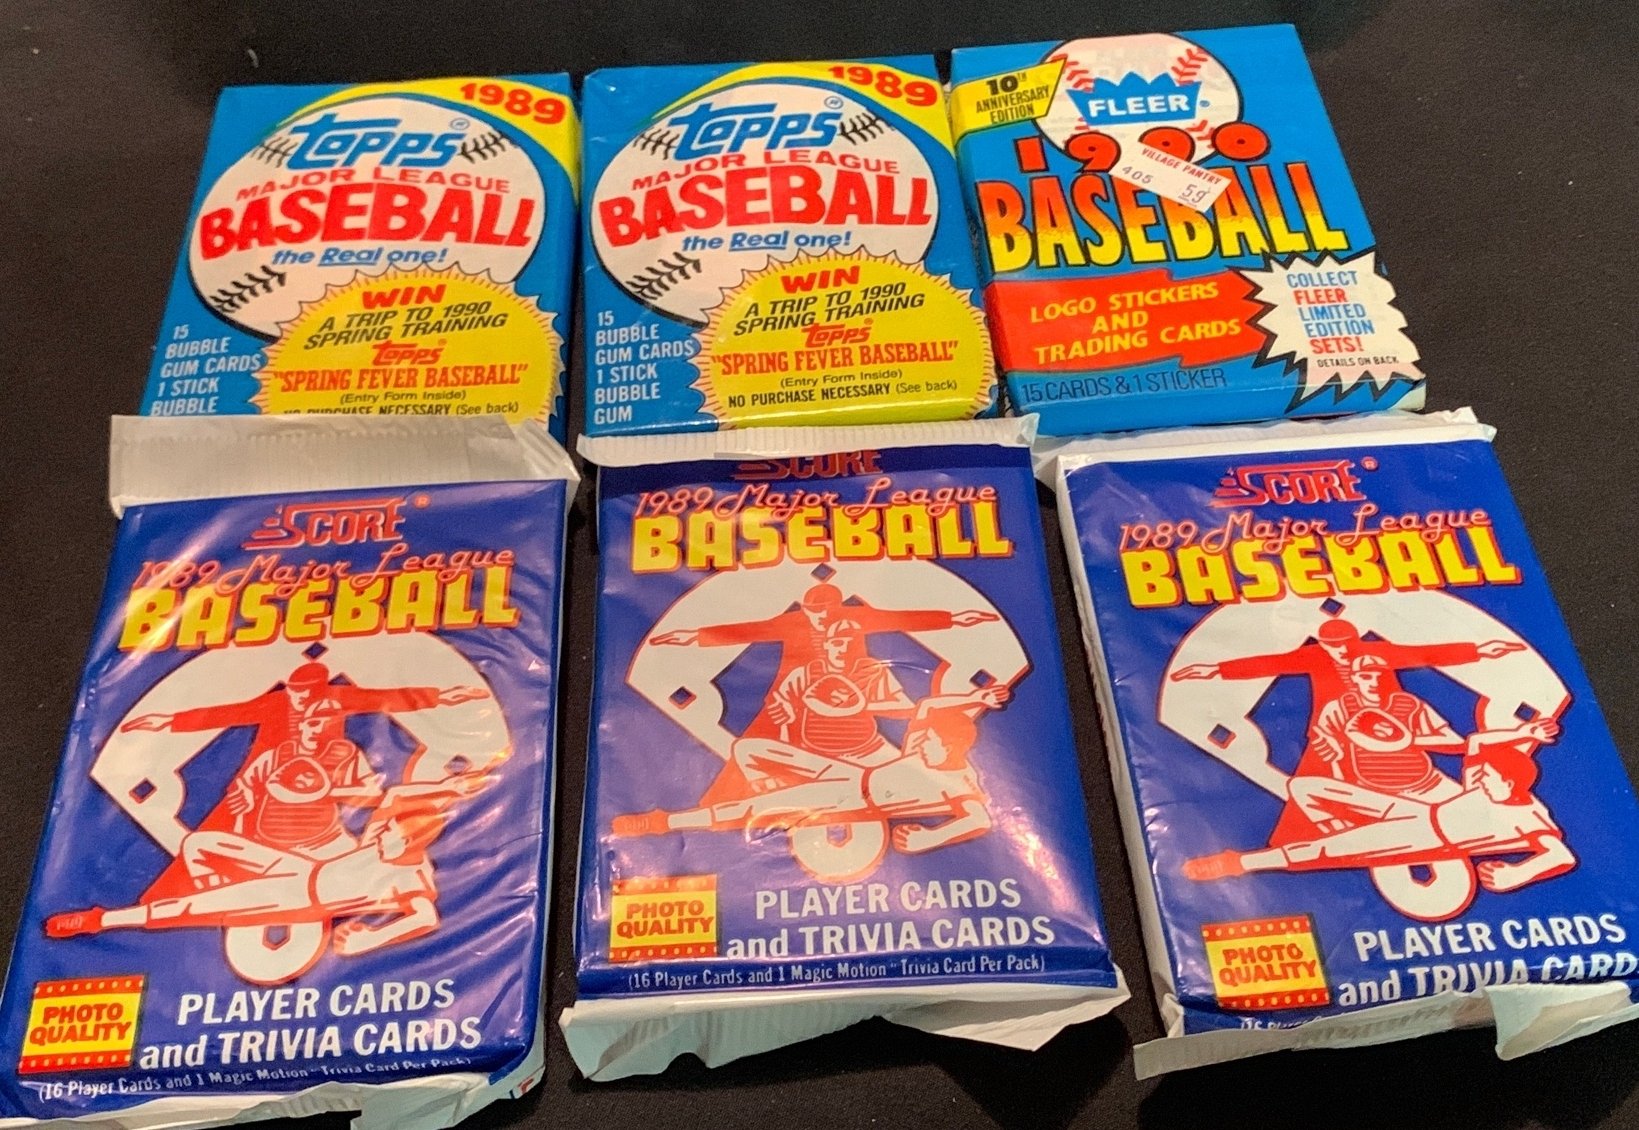 1989
Topps®
MAJOR LEAGUE
BASEBALL
the Real one!
WIN
A TRIP TO 1990
SPRING TRAINING
Topps®
"SPRING FEVER BASEBALL"
(Entry Form Inside)
NO PURCHASE NECESSARY (See back)
15
BUBBLE
GUM CARDS
1 STICK
BUBBLE
1989
Topps®
MAJOR LEAGUE
BASEBALL
the Real one!
WIN
A TRIP TO 1990
SPRING TRAINING
Topps®
"SPRING FEVER BASEBALL"
(Entry Form Inside)
NO PURCHASE NECESSARY (See back)
15
BUBBLE
GUM CARDS
1 STICK
BUBBLE
GUM
10TH
ANNIVERSARY
EDITION
FLEER®
1990
VILLAGE PANTRY
405 59
BASEBALL
LOGO STICKERS
AND
TRADING CARDS
COLLECT
FLEER
LIMITED
EDITION
SETS!
DETAILS ON BACK
15 CARDS & 1 STICKER
SCORE®
1989 Major League
BASEBALL
PHOTO
QUALITY
PLAYER CARDS
and TRIVIA CARDS
(16 Player Cards and 1 Magic Motion Trivia Card Per Pack)
SCORE
1989 Major League
BASEBALL
PHOTO
QUALITY
PLAYER CARDS
and TRIVIA CARDS
(16 Player Cards and 1 Magic Motion Trivia Card Per Pack)
SCORE®
1989 Major League
BASEBALL
PHOTO
QUALITY
PLAYER CARDS
and TRIVIA CARD